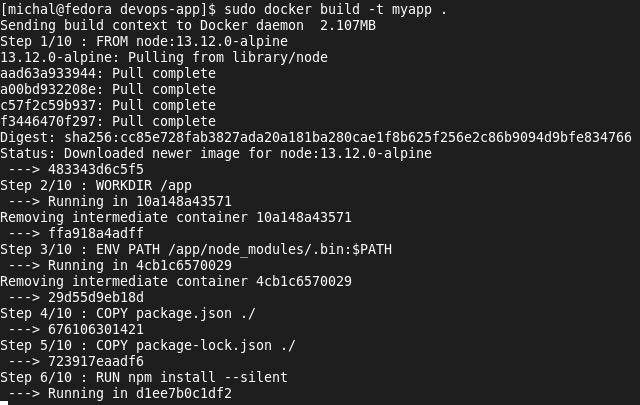 [michal@fedora devops-app]$ sudo docker build -t myapp .
Sending build context to Docker daemon  2.107MB
Step 1/10 : FROM node:13.12.0-alpine
13.12.0-alpine: Pulling from library/node
aad63a933944: Pull complete
a00bd932208e: Pull complete
c57f2c59b937: Pull complete
f3446470f297: Pull complete
Digest: sha256:cc85e728fab3827ada20a181ba280cae1f8b625f256e2c86b9094d9bfe834766
Status: Downloaded newer image for node:13.12.0-alpine
 ---> 483343d6c5f5
Step 2/10 : WORKDIR /app
 ---> Running in 10a148a43571
Removing intermediate container 10a148a43571
 ---> ffa918a4adff
Step 3/10 : ENV PATH /app/node_modules/.bin:$PATH
 ---> Running in 4cb1c6570029
Removing intermediate container 4cb1c6570029
 ---> 29d55d9eb18d
Step 4/10 : COPY package.json ./
 ---> 676106301421
Step 5/10 : COPY package-lock.json ./
 ---> 723917eaadf6
Step 6/10 : RUN npm install --silent
 ---> Running in d1ee7b0c1df2